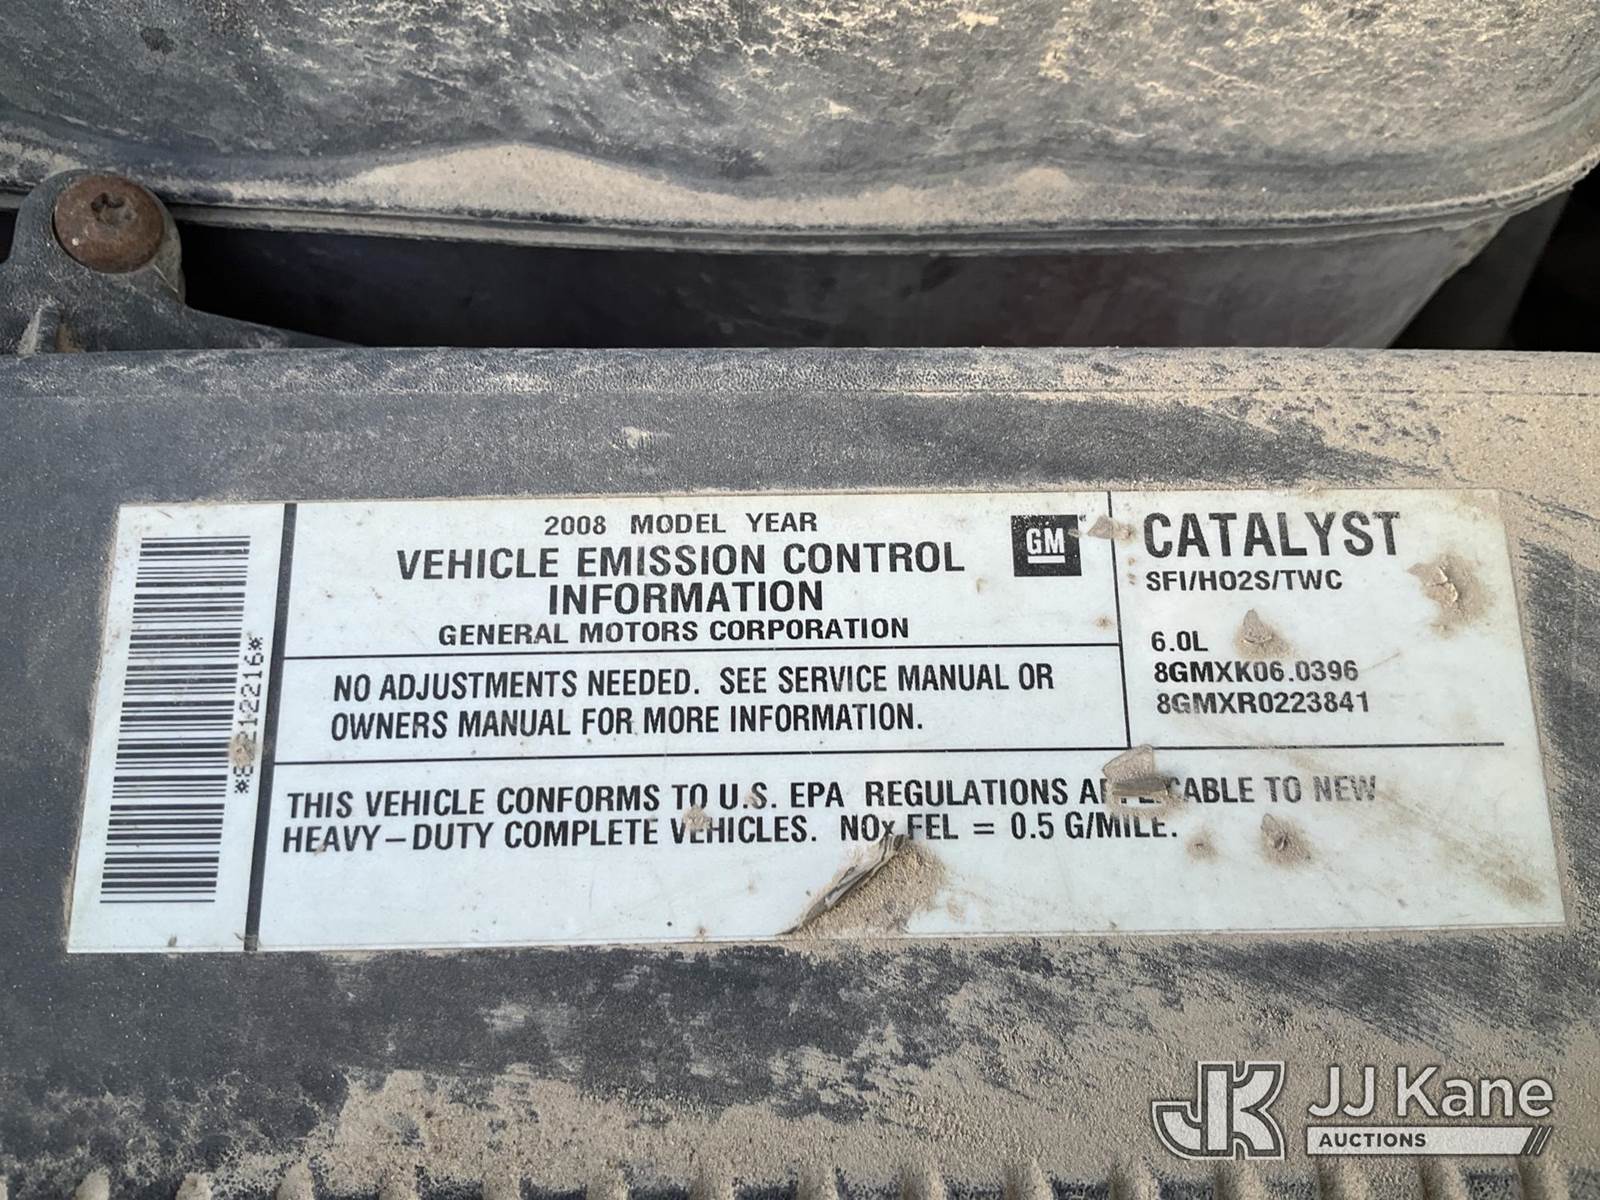 2008 MODEL YEAR
VEHICLE EMISSION CONTROL
INFORMATION
GENERAL MOTORS CORPORATION
GM
NO ADJUSTMENTS NEEDED. SEE SERVICE MANUAL OR
OWNERS MANUAL FOR MORE INFORMATION.
CATALYST
SFI/HO2S/TWC
6.0L
8GMXK06.0396
8GMXR0223841
THIS VEHICLE CONFORMS TO U.S. EPA REGULATIONS APPLICABLE TO NEW
HEAVY-DUTY COMPLETE VEHICLES. NOx FEL = 0.5 G/MILE.
JK JJ Kane
AUCTIONS